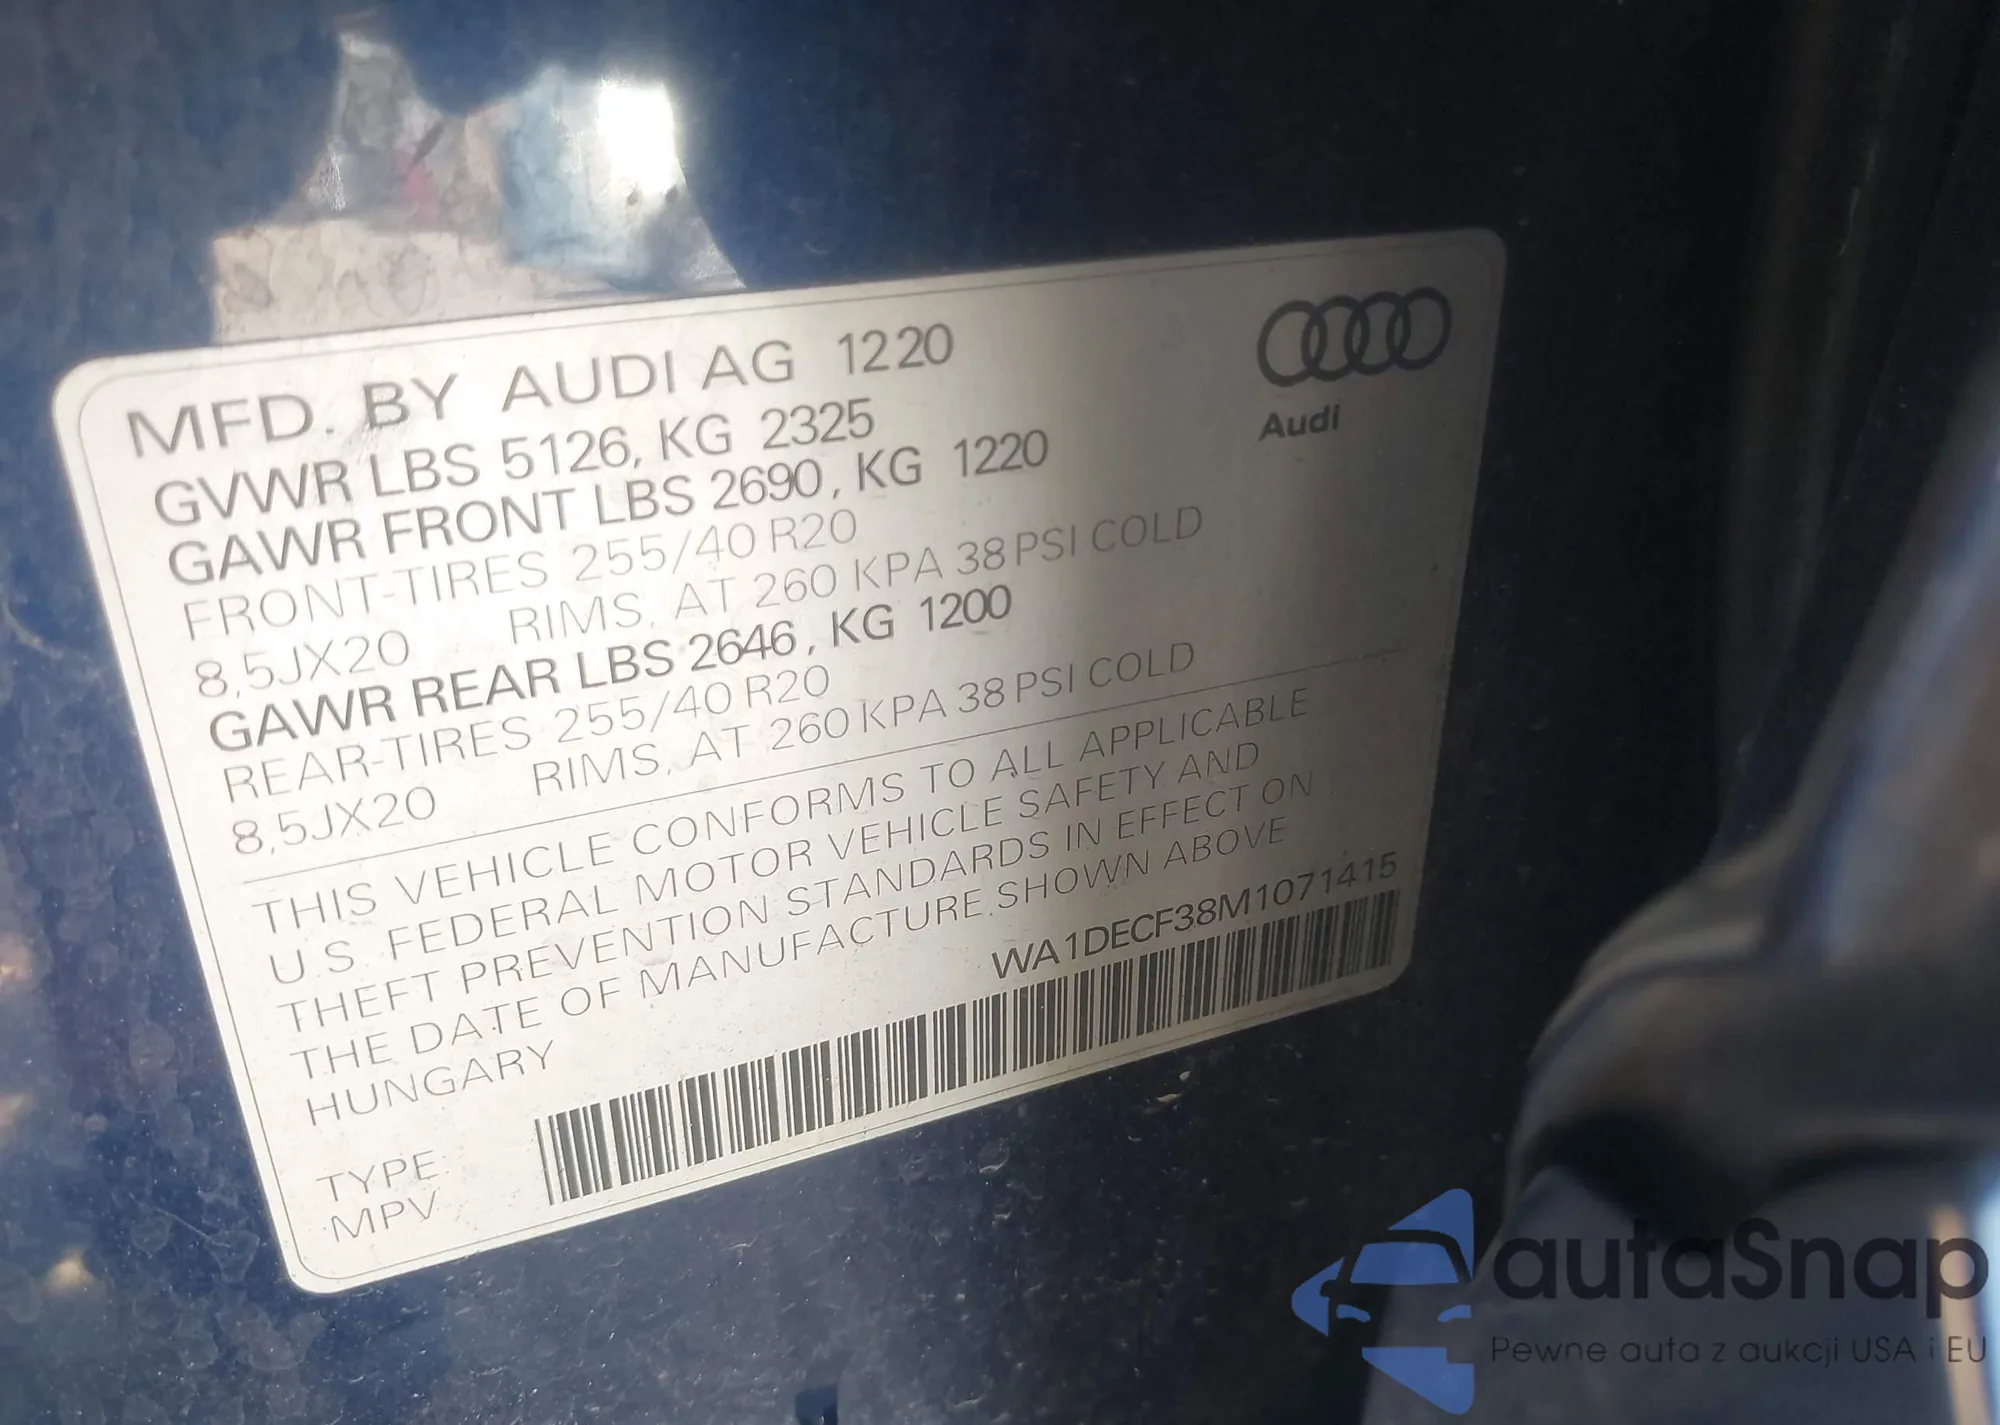 MFD. BY AUDI AG 1220
Audi
GVWR LBS 5126, KG 2325
GAWR FRONT LBS 2690, KG 1220
FRONT-TIRES 255/40 R20
8,5JX20 RIMS, AT 260 KPA 38 PSI COLD
GAWR REAR LBS 2646, KG 1200
REAR-TIRES 255/40 R20
8,5JX20 RIMS, AT 260 KPA 38 PSI COLD
THIS VEHICLE CONFORMS TO ALL APPLICABLE
U.S. FEDERAL MOTOR VEHICLE SAFETY AND
THEFT PREVENTION STANDARDS IN EFFECT ON
THE DATE OF MANUFACTURE SHOWN ABOVE
HUNGARY
WA1DECF38M1071415
TYPE:
MPV
autaSnap
Pewne auta z aukcji USA i EU